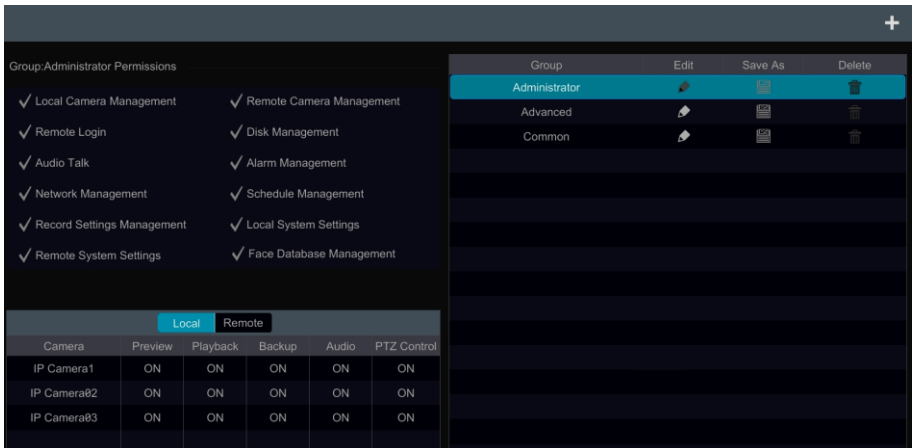 Group:Administrator Permissions
Local Camera Management Remote Camera Management
Remote Login Disk Management
Audio Talk Alarm Management
Network Management Schedule Management
Record Settings Management Local System Settings
Remote System Settings Face Database Management
Local Remote
Camera Preview Playback Backup Audio PTZ Control
IP Camera1 ON ON ON ON ON
IP Camera02 ON ON ON ON ON
IP Camera03 ON ON ON ON ON
Group Edit Save As Delete
Administrator
Advanced
Common